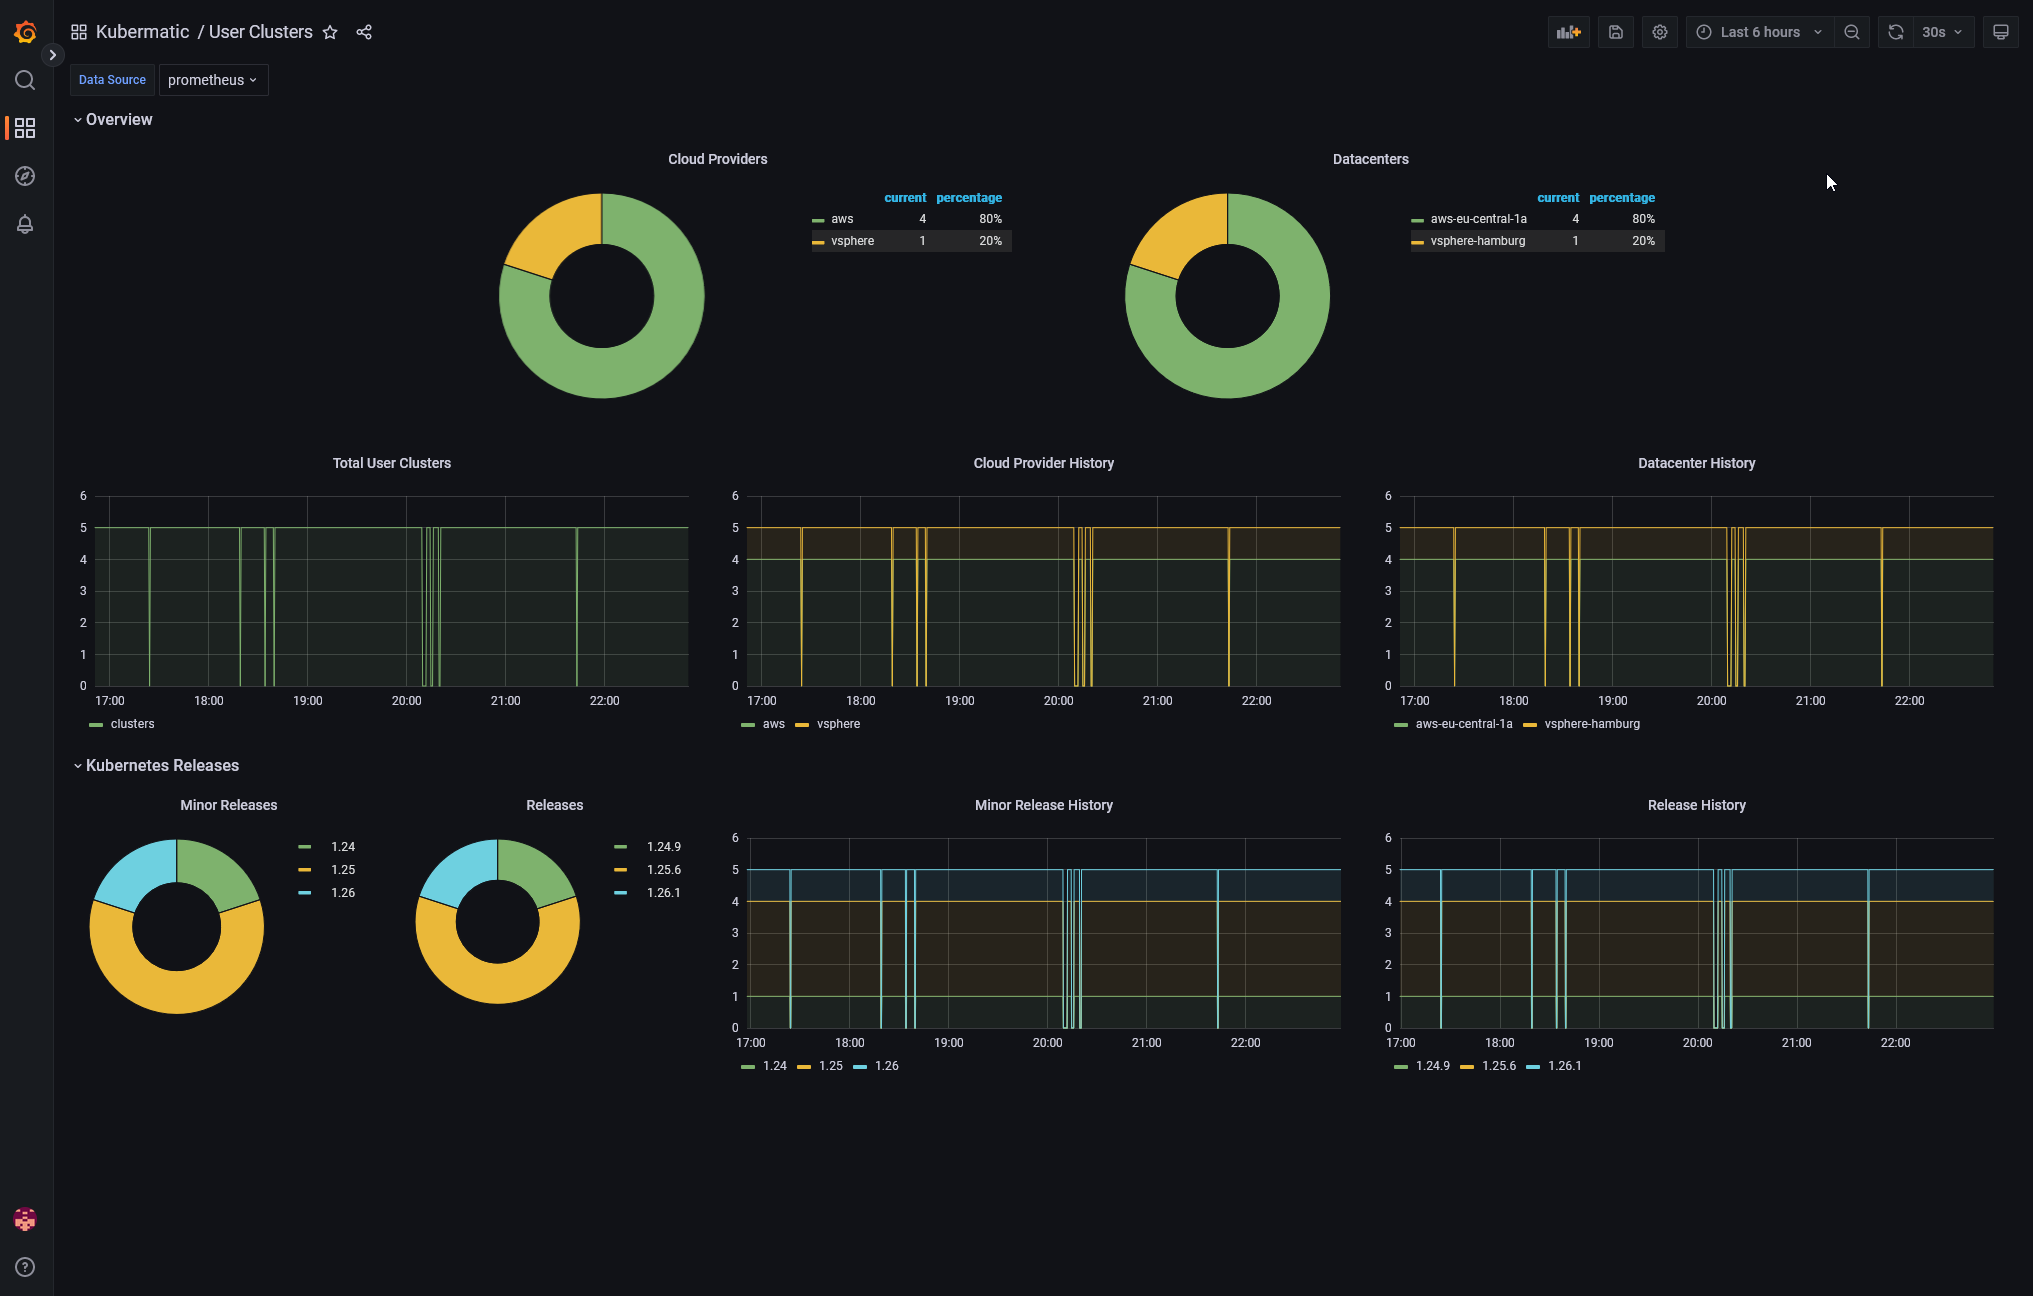 Kubermatic / User Clusters
Last 6 hours
30s
Data Source
prometheus
Overview
Cloud Providers
current percentage
aws 4 80%
vsphere 1 20%
Datacenters
current percentage
aws-eu-central-1a 4 80%
vsphere-hamburg 1 20%
Total User Clusters
6
5
4
3
2
1
0
17:00 18:00 19:00 20:00 21:00 22:00
clusters
Cloud Provider History
6
5
4
3
2
1
0
17:00 18:00 19:00 20:00 21:00 22:00
aws vsphere
Datacenter History
6
5
4
3
2
1
0
17:00 18:00 19:00 20:00 21:00 22:00
aws-eu-central-1a vsphere-hamburg
Kubernetes Releases
Minor Releases
1.24
1.25
1.26
Releases
1.24.9
1.25.6
1.26.1
Minor Release History
6
5
4
3
2
1
0
17:00 18:00 19:00 20:00 21:00 22:00
1.24 1.25 1.26
Release History
6
5
4
3
2
1
0
17:00 18:00 19:00 20:00 21:00 22:00
1.24.9 1.25.6 1.26.1